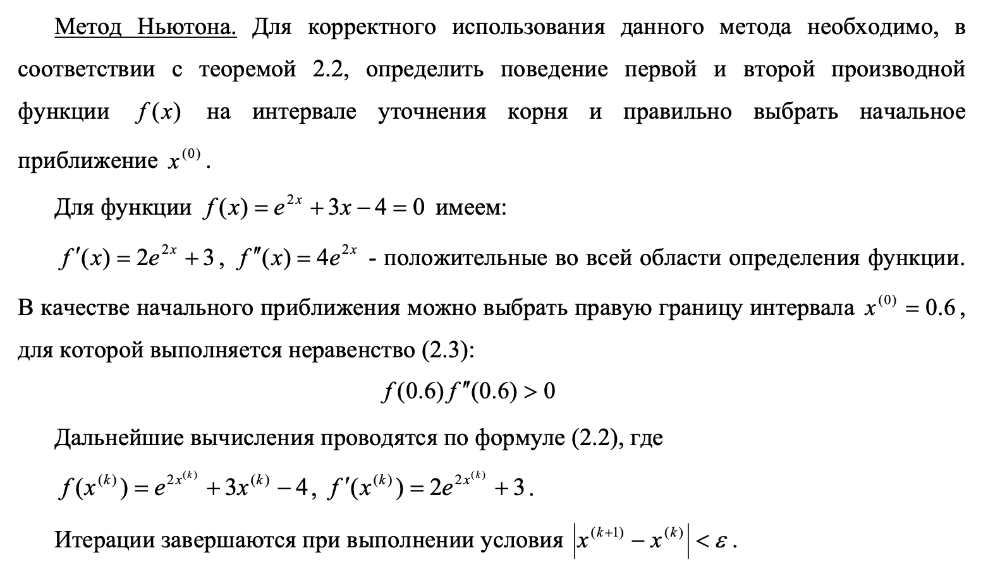 Метод Ньютона. Для корректного использования данного метода необходимо, в
соответствии с теоремой 2.2, определить поведение первой и второй производной
функции f(x) на интервале уточнения корня и правильно выбрать начальное
приближение x^(0).
Для функции f(x) = e^{2x} + 3x − 4 = 0 имеем:
f′(x) = 2e^{2x} + 3, f″(x) = 4e^{2x} - положительные во всей области определения функции.
В качестве начального приближения можно выбрать правую границу интервала x^(0) = 0.6,
для которой выполняется неравенство (2.3):
f(0.6)f″(0.6) > 0
Дальнейшие вычисления проводятся по формуле (2.2), где
f(x^(k)) = e^{2x^(k)} + 3x^(k) − 4, f′(x^(k)) = 2e^{2x^(k)} + 3.
Итерации завершаются при выполнении условия |x^(k+1) − x^(k)| < ε.